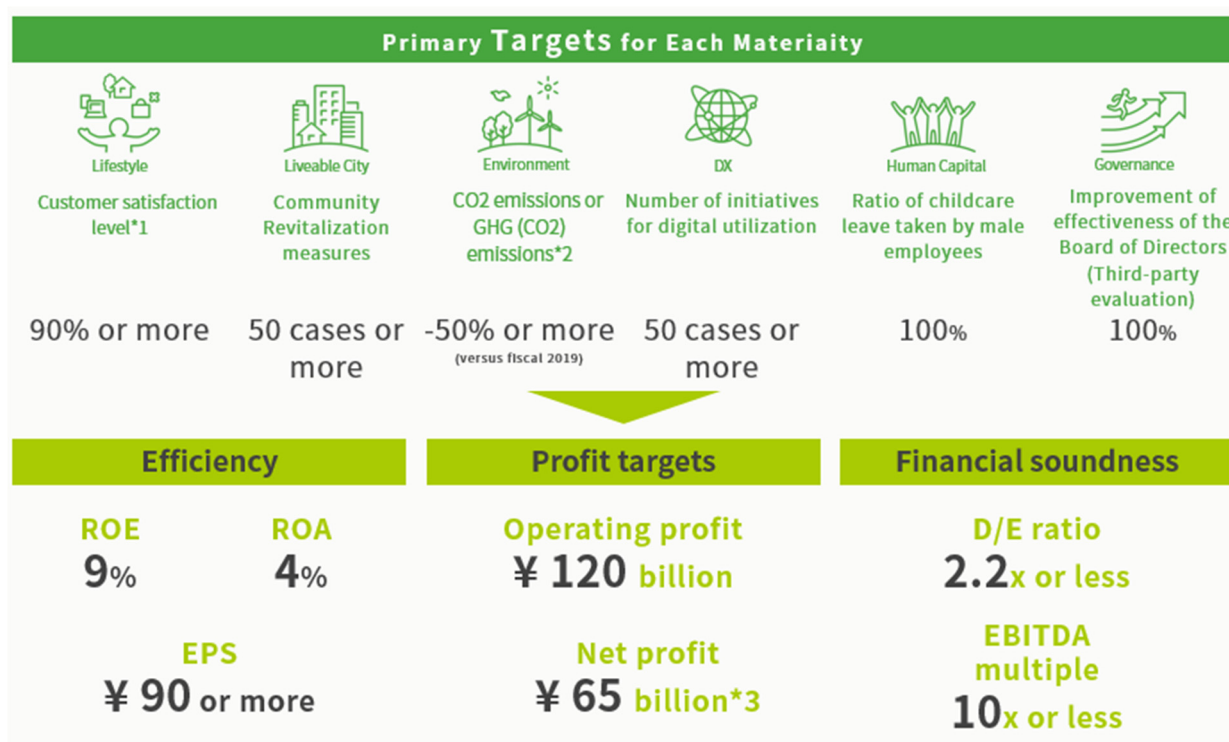 Primary Targets for Each Materiaity
Lifestyle
Customer satisfaction
level*1
90% or more
Liveable City
Community
Revitalization
measures
50 cases or
more
Environment
CO2 emissions or
GHG (CO2)
emissions*2
-50% or more
(versus fiscal 2019)
DX
Number of initiatives
for digital utilization
50 cases or
more
Human Capital
Ratio of childcare
leave taken by male
employees
100%
Governance
Improvement of
effectiveness of the
Board of Directors
(Third-party
evaluation)
100%
Efficiency
ROE
9%
ROA
4%
EPS
¥ 90 or more
Profit targets
Operating profit
¥ 120 billion
Net profit
¥ 65 billion*3
Financial soundness
D/E ratio
2.2x or less
EBITDA
multiple
10x or less